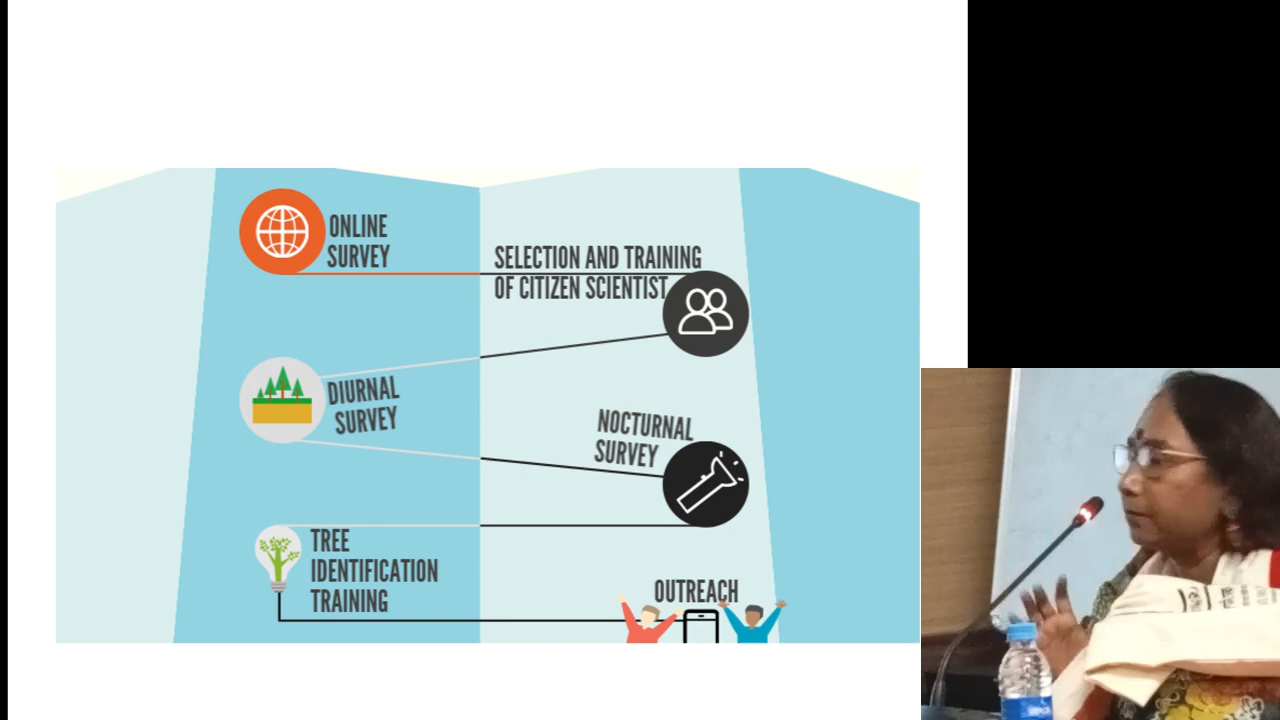 ONLINE
SURVEY
SELECTION AND TRAINING
OF CITIZEN SCIENTIST
DIURNAL
SURVEY
NOCTURNAL
SURVEY
TREE
IDENTIFICATION
TRAINING
OUTREACH